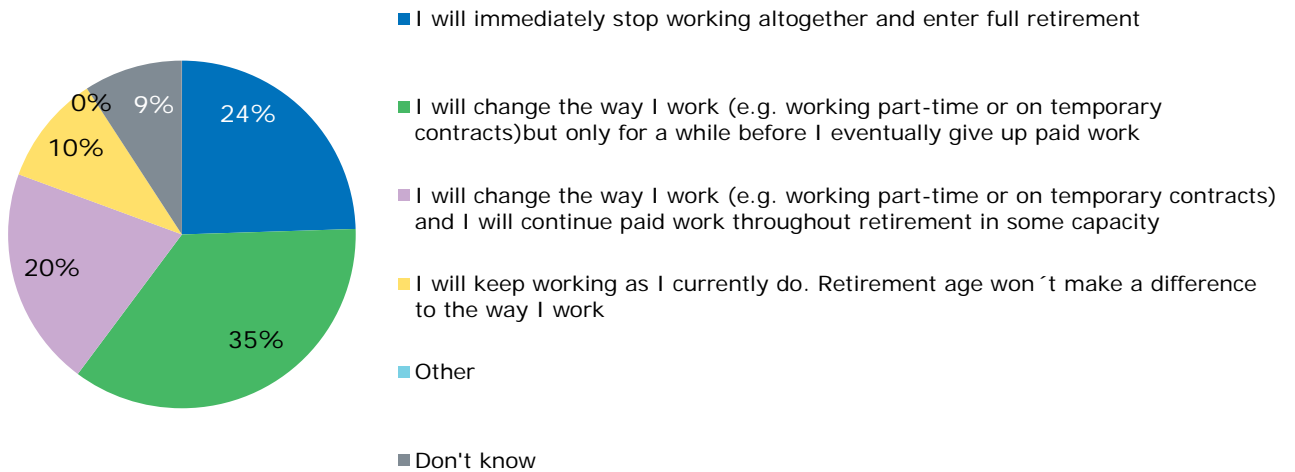 I will immediately stop working altogether and enter full retirement
0%
9%
24%
I will change the way I work (e.g. working part-time or on temporary
contracts)but only for a while before I eventually give up paid work
10%
I will change the way I work (e.g. working part-time or on temporary contracts)
and I will continue paid work throughout retirement in some capacity
20%
I will keep working as I currently do. Retirement age won´t make a difference
to the way I work
35%
Other
Don't know